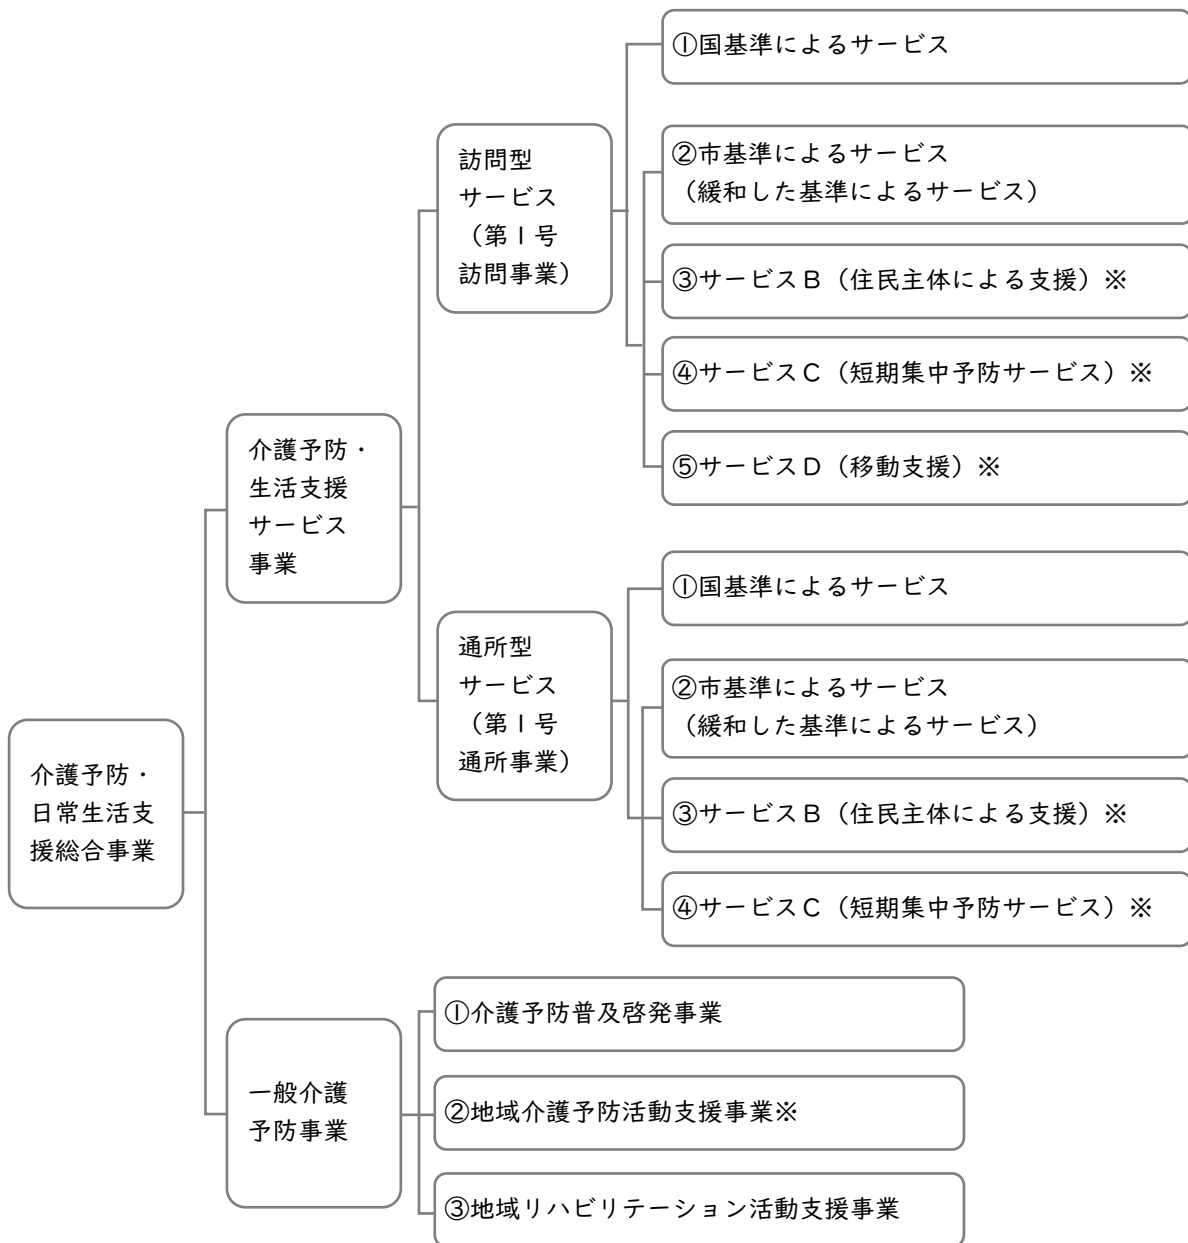 ①国基準によるサービス
訪問型
サービス
（第１号
訪問事業）
②市基準によるサービス
（緩和した基準によるサービス）
③サービスＢ（住民主体による支援）※
④サービスＣ（短期集中予防サービス）※
⑤サービスＤ（移動支援）※
介護予防・
生活支援
サービス
事業
通所型
サービス
（第１号
通所事業）
①国基準によるサービス
②市基準によるサービス
（緩和した基準によるサービス）
③サービスＢ（住民主体による支援）※
④サービスＣ（短期集中予防サービス）※
介護予防・
日常生活支
援総合事業
一般介護
予防事業
①介護予防普及啓発事業
②地域介護予防活動支援事業※
③地域リハビリテーション活動支援事業